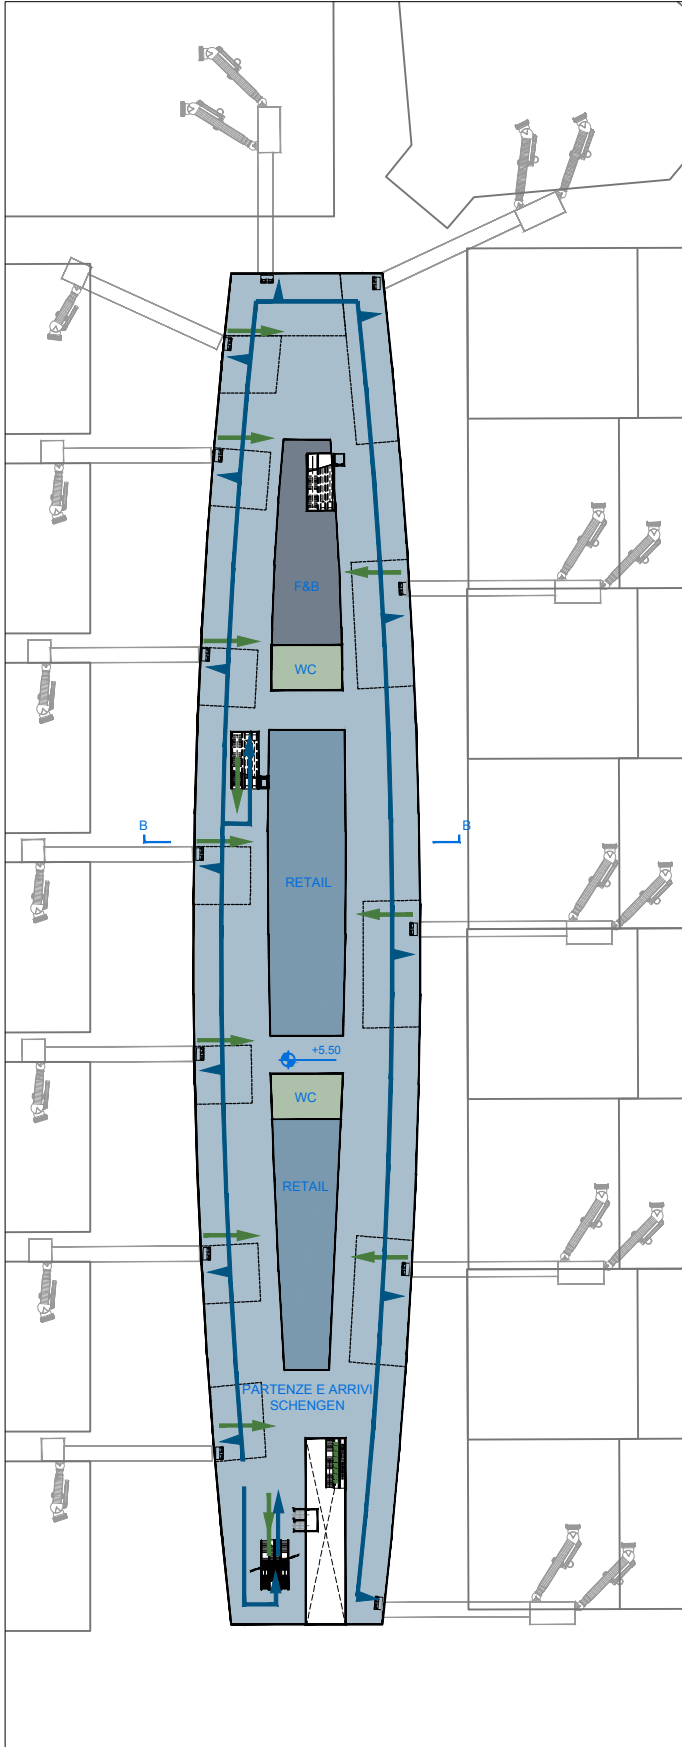 F&B
WC
B
B
RETAIL
+5.50
WC
RETAIL
PARTENZE E ARRIVI
SCHENGEN